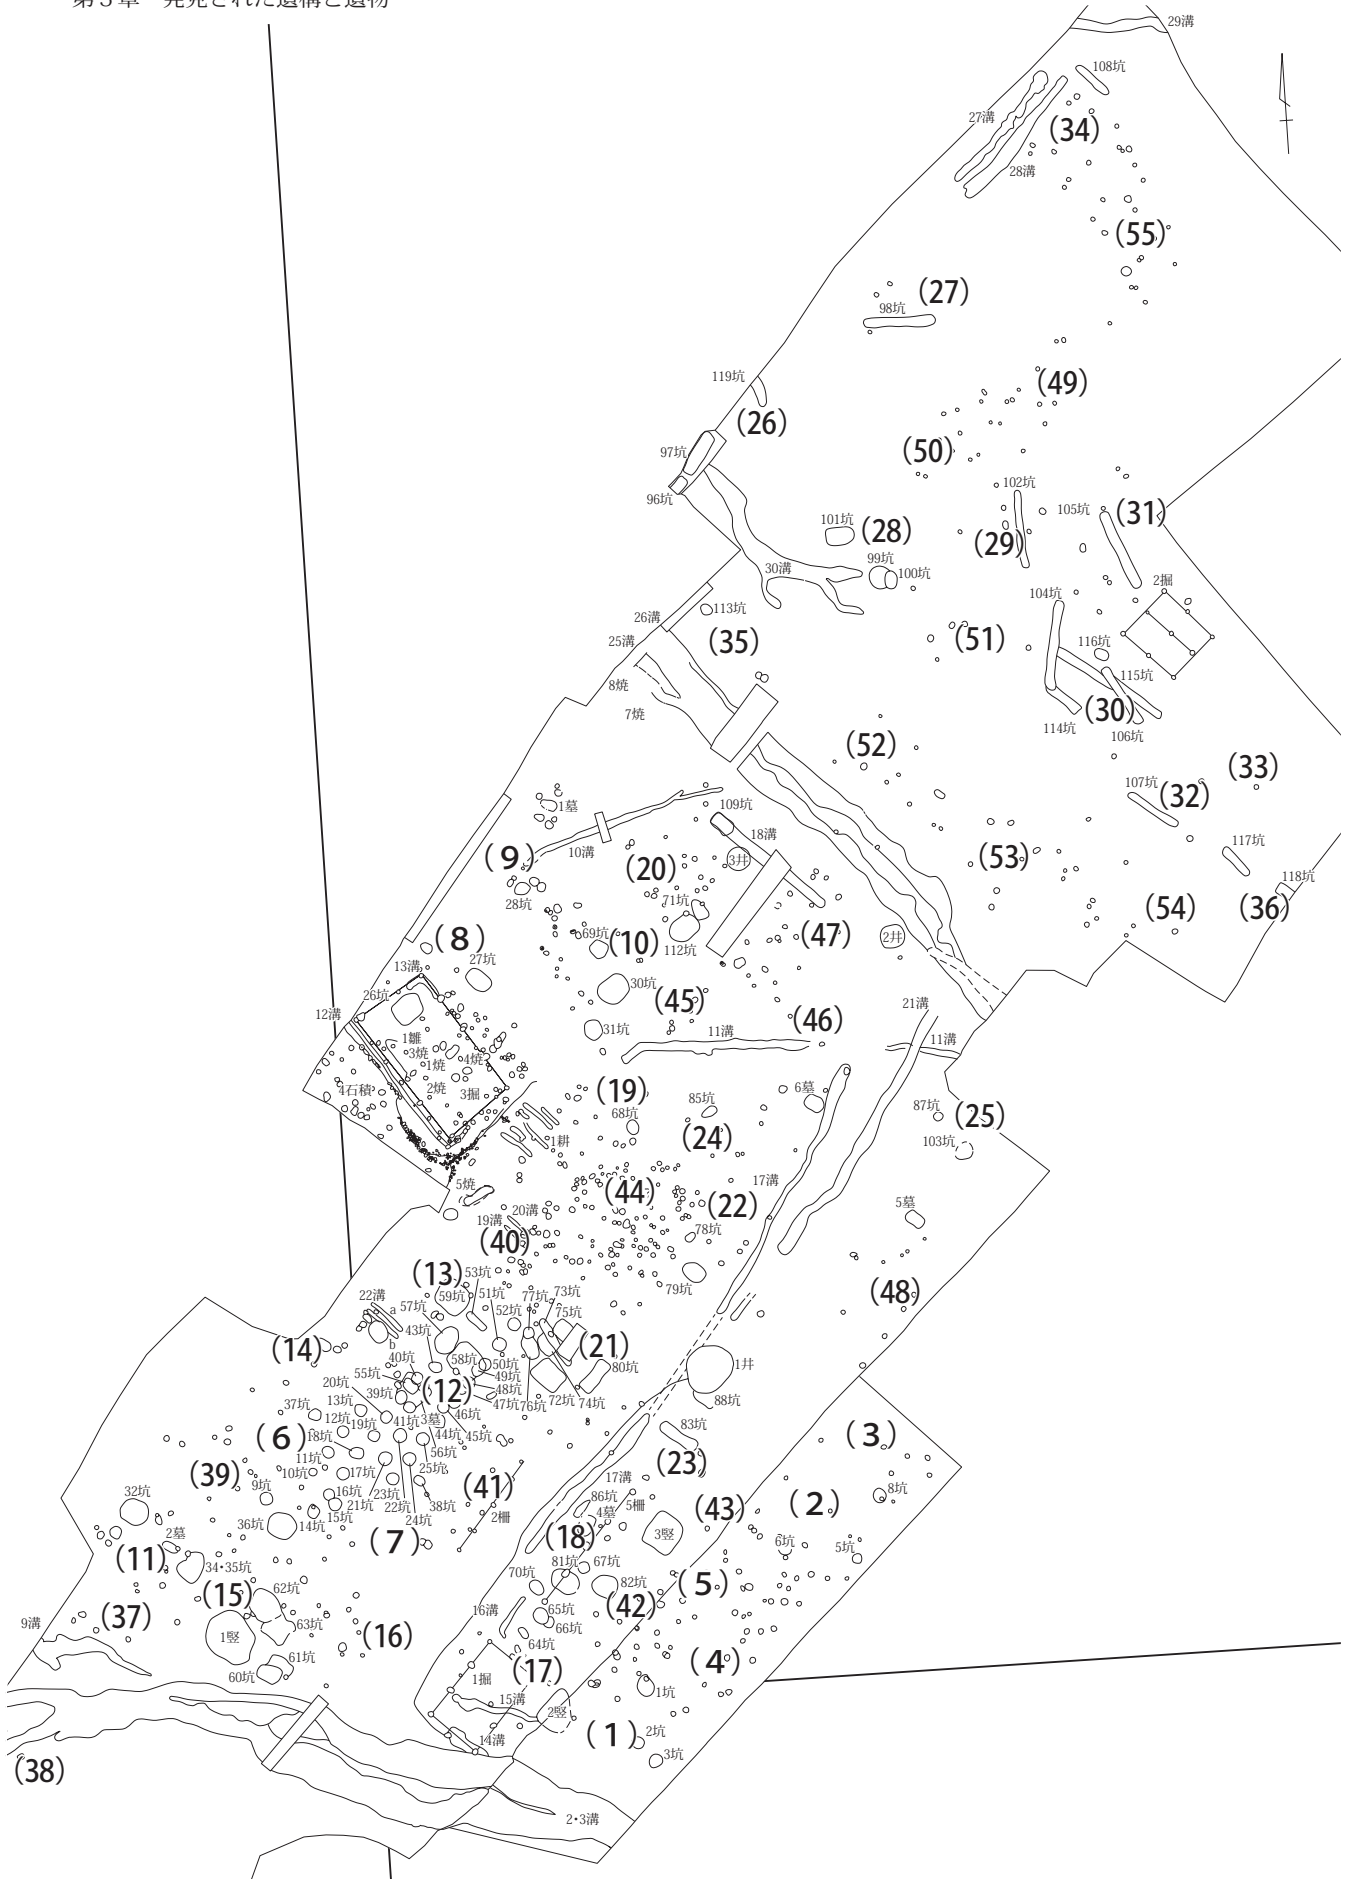 第3章　発見された遺構と遺物
29溝
108坑
27溝
(34)
28溝
(55)
(27)
98坑
119坑
(49)
(26)
(50)
97坑
102坑
96坑
105坑
(31)
101坑
(28)
(29)
99坑
100坑
30溝
2掘
104坑
26溝
113坑
25溝
(35)
(51)
116坑
8焼
115坑
7焼
(30)
114坑
106坑
(52)
(33)
107坑
(32)
1墓
109坑
18溝
10溝
(9)
3井
(53)
117坑
(20)
28坑
71坑
118坑
(54)
(36)
(8)
69坑
(10)
(47)
2井
112坑
27坑
13溝
30坑
26坑
(45)
21溝
12溝
(46)
31坑
11溝
11溝
1雛
3焼
1焼
4焼
2焼
3掘
4石積
(19)
6墓
85坑
87坑
(25)
68坑
(24)
103坑
1耕
5焼
(44)
17溝
(22)
20溝
5墓
19溝
(40)
78坑
(13)
53坑
79坑
(48)
59坑
51坑
77坑
73坑
22溝
57坑
a
52坑
75坑
43坑
b
(14)
(21)
40坑
58坑
50坑
80坑
1井
55坑
49坑
20坑
39坑
(12)
48坑
37坑
13坑
47坑
72坑
74坑
88坑
76坑
12坑
19坑
41坑
3墓
46坑
83坑
(6)
18坑
44坑
45坑
(3)
56坑
11坑
(23)
(39)
10坑
17坑
25坑
17溝
9坑
23坑
(41)
32坑
16坑
21坑
22坑
38坑
86坑
5柵
8坑
15坑
24坑
2柵
4墓
(43)
(2)
36坑
14坑
2墓
(7)
(18)
3竪
6坑
5坑
(11)
34・35坑
81坑
67坑
70坑
82坑
(5)
(15)
62坑
(42)
(37)
16溝
65坑
9溝
63坑
66坑
1竪
(16)
64坑
61坑
(17)
(4)
60坑
1掘
1坑
15溝
2竪
(1)
2坑
14溝
3坑
(38)
2・3溝